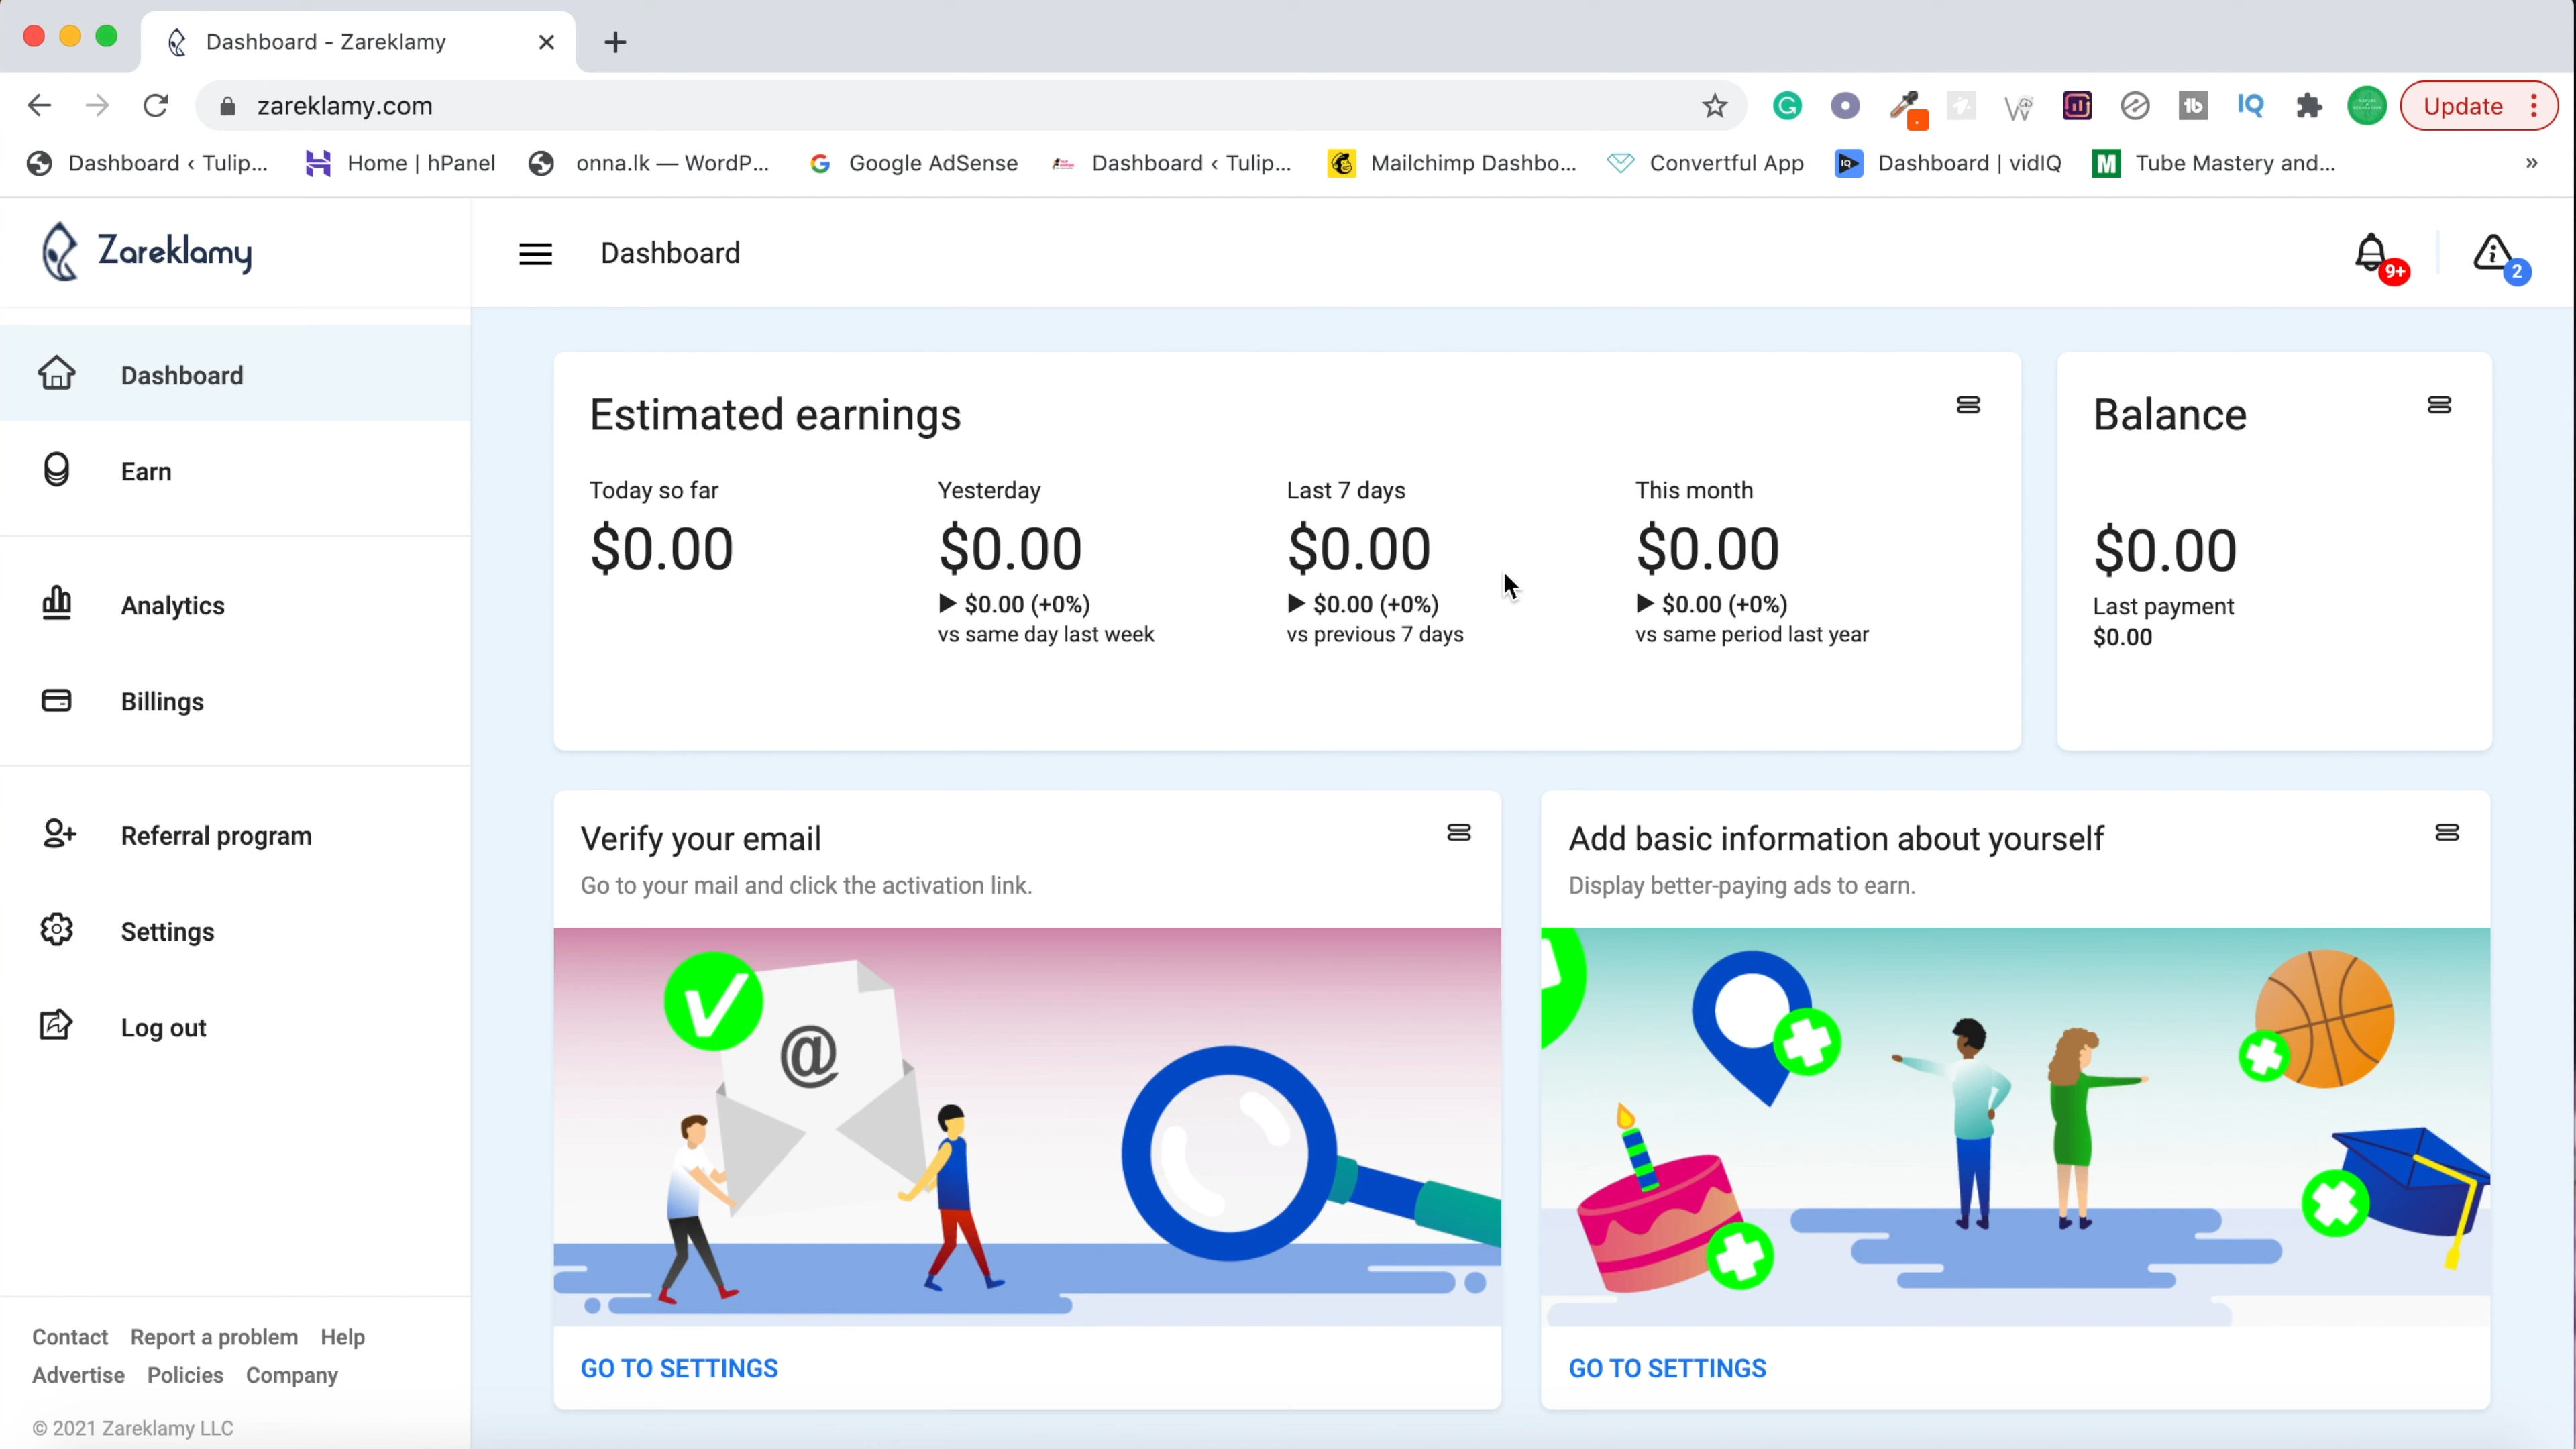 Dashboard - Zareklamy
zareklamy.com
Update
Dashboard ‹ Tulip...
Home | hPanel
onna.lk — WordP...
Google AdSense
Dashboard ‹ Tulip...
Mailchimp Dashbo...
Convertful App
Dashboard | vidIQ
Tube Mastery and...
»
Zareklamy
Dashboard
9+
2
Dashboard
Earn
Analytics
Billings
Referral program
Settings
Log out
Contact Report a problem Help
Advertise Policies Company
© 2021 Zareklamy LLC
Estimated earnings
Today so far
$0.00
Yesterday
$0.00
▶ $0.00 (+0%)
vs same day last week
Last 7 days
$0.00
▶ $0.00 (+0%)
vs previous 7 days
This month
$0.00
▶ $0.00 (+0%)
vs same period last year
Balance
$0.00
Last payment
$0.00
Verify your email
Go to your mail and click the activation link.
@
GO TO SETTINGS
Add basic information about yourself
Display better-paying ads to earn.
GO TO SETTINGS